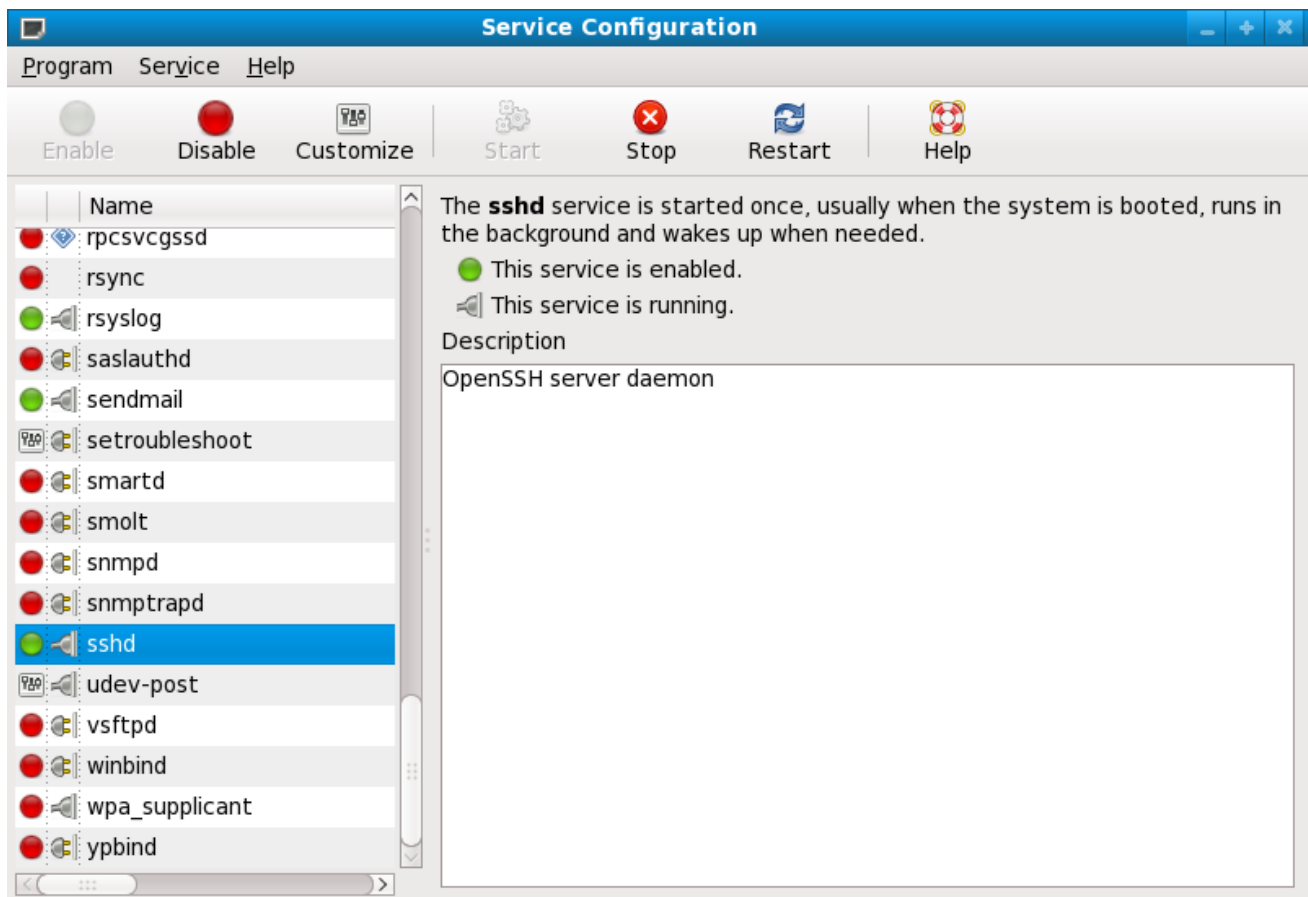 Service Configuration
Program Service Help
Enable Disable Customize Start Stop Restart Help
Name
rpcsvcgssd
rsync
rsyslog
saslauthd
sendmail
setroubleshoot
smartd
smolt
snmpd
snmptrapd
sshd
udev-post
vsftpd
winbind
wpa_supplicant
ypbind
The sshd service is started once, usually when the system is booted, runs in
the background and wakes up when needed.
This service is enabled.
This service is running.
Description
OpenSSH server daemon